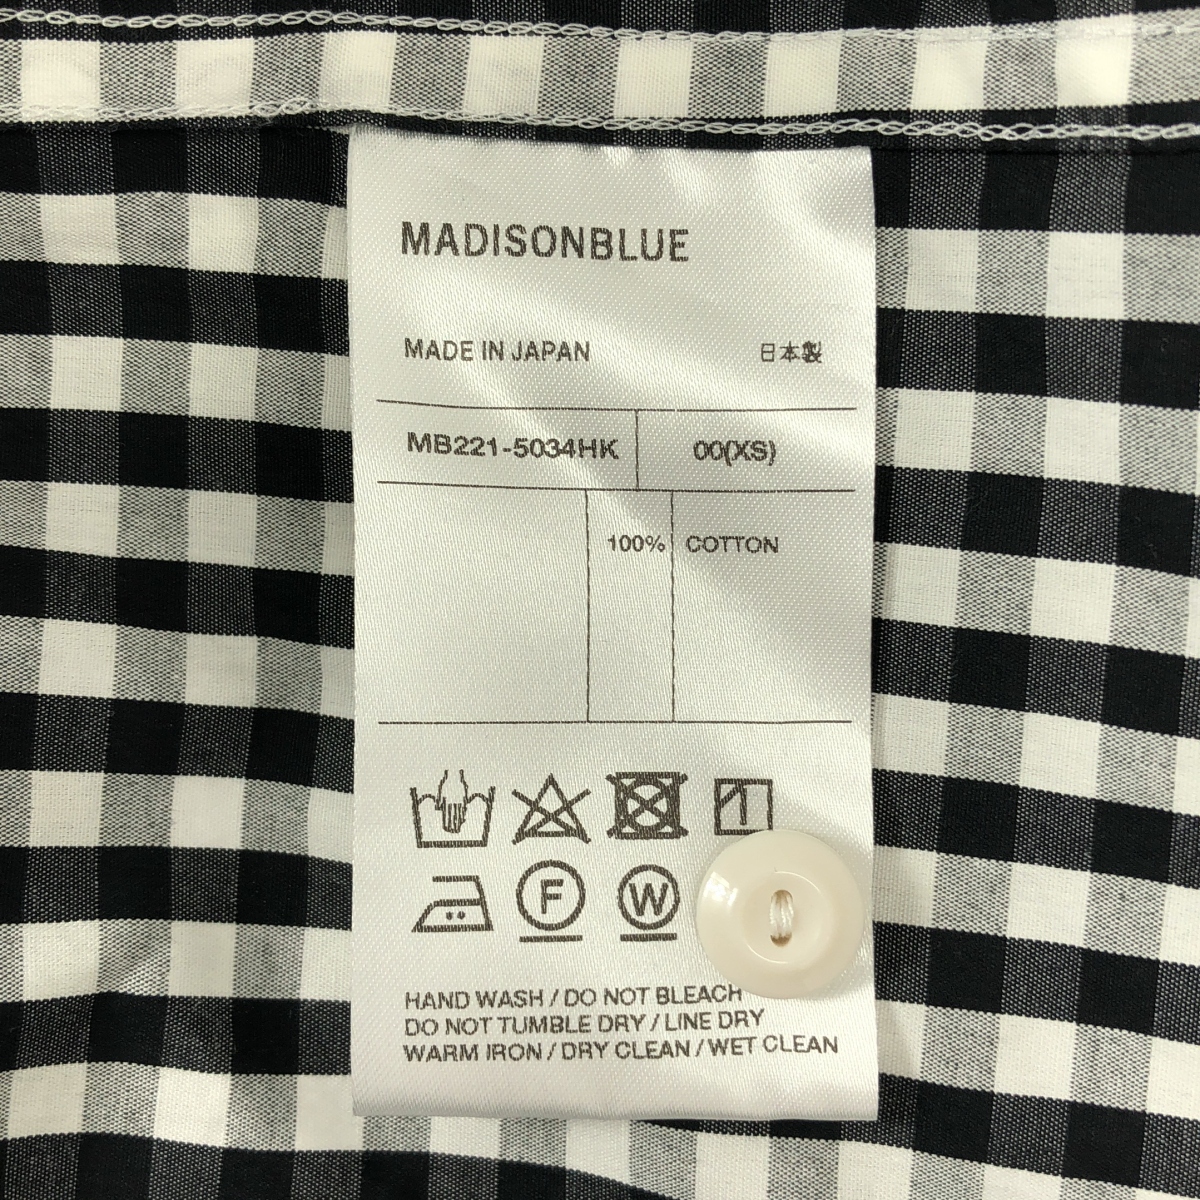 MADISONBLUE
MADE IN JAPAN 日本製
MB221-5034HK 00(XS)
100% COTTON
F W
HAND WASH / DO NOT BLEACH
DO NOT TUMBLE DRY / LINE DRY
WARM IRON / DRY CLEAN / WET CLEAN